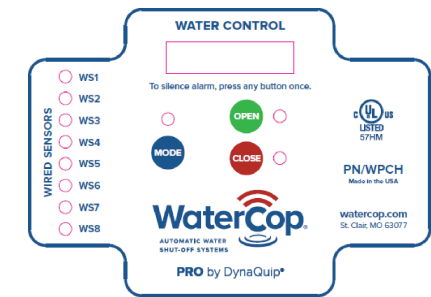 WATER CONTROL
To silence alarm, press any button once.
WIRED SENSORS
WS1
WS2
WS3
WS4
WS5
WS6
WS7
WS8
OPEN
MODE
CLOSE
WaterCop®
AUTOMATIC WATER
SHUT-OFF SYSTEMS
PRO by DynaQuip®
C UL US
LISTED
57HM
PN/WPCH
Made in the USA
watercop.com
St. Clair, MO 63077